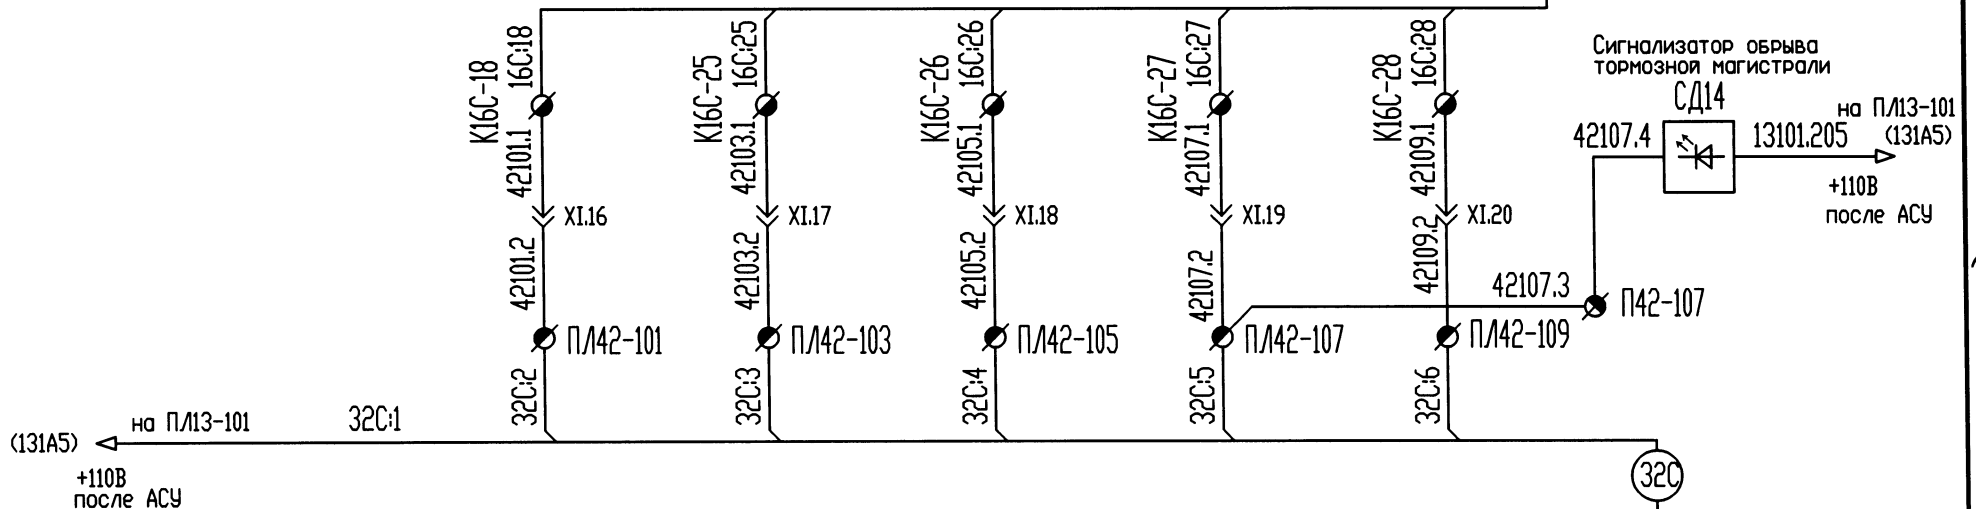 К16С-18
16С:18
42101.1
XI.16
42101.2
ПЛ42-101
32С:2
К16С-25
16С:25
42103.1
XI.17
42103.2
ПЛ42-103
32С:3
К16С-26
16С:26
42105.1
XI.18
42105.2
ПЛ42-105
32С:4
К16С-27
16С:27
42107.1
XI.19
42107.2
ПЛ42-107
32С:5
К16С-28
16С:28
42109.1
XI.20
42109.2
ПЛ42-109
32С:6
Сигнализатор обрыва
тормозной магистрали
СД14
42107.4
13101.205
на ПЛ13-101
(131А5)
+110В
после АСУ
42107.3
П42-107
на ПЛ13-101
32С:1
(131А5)
+110В
после АСУ
32С